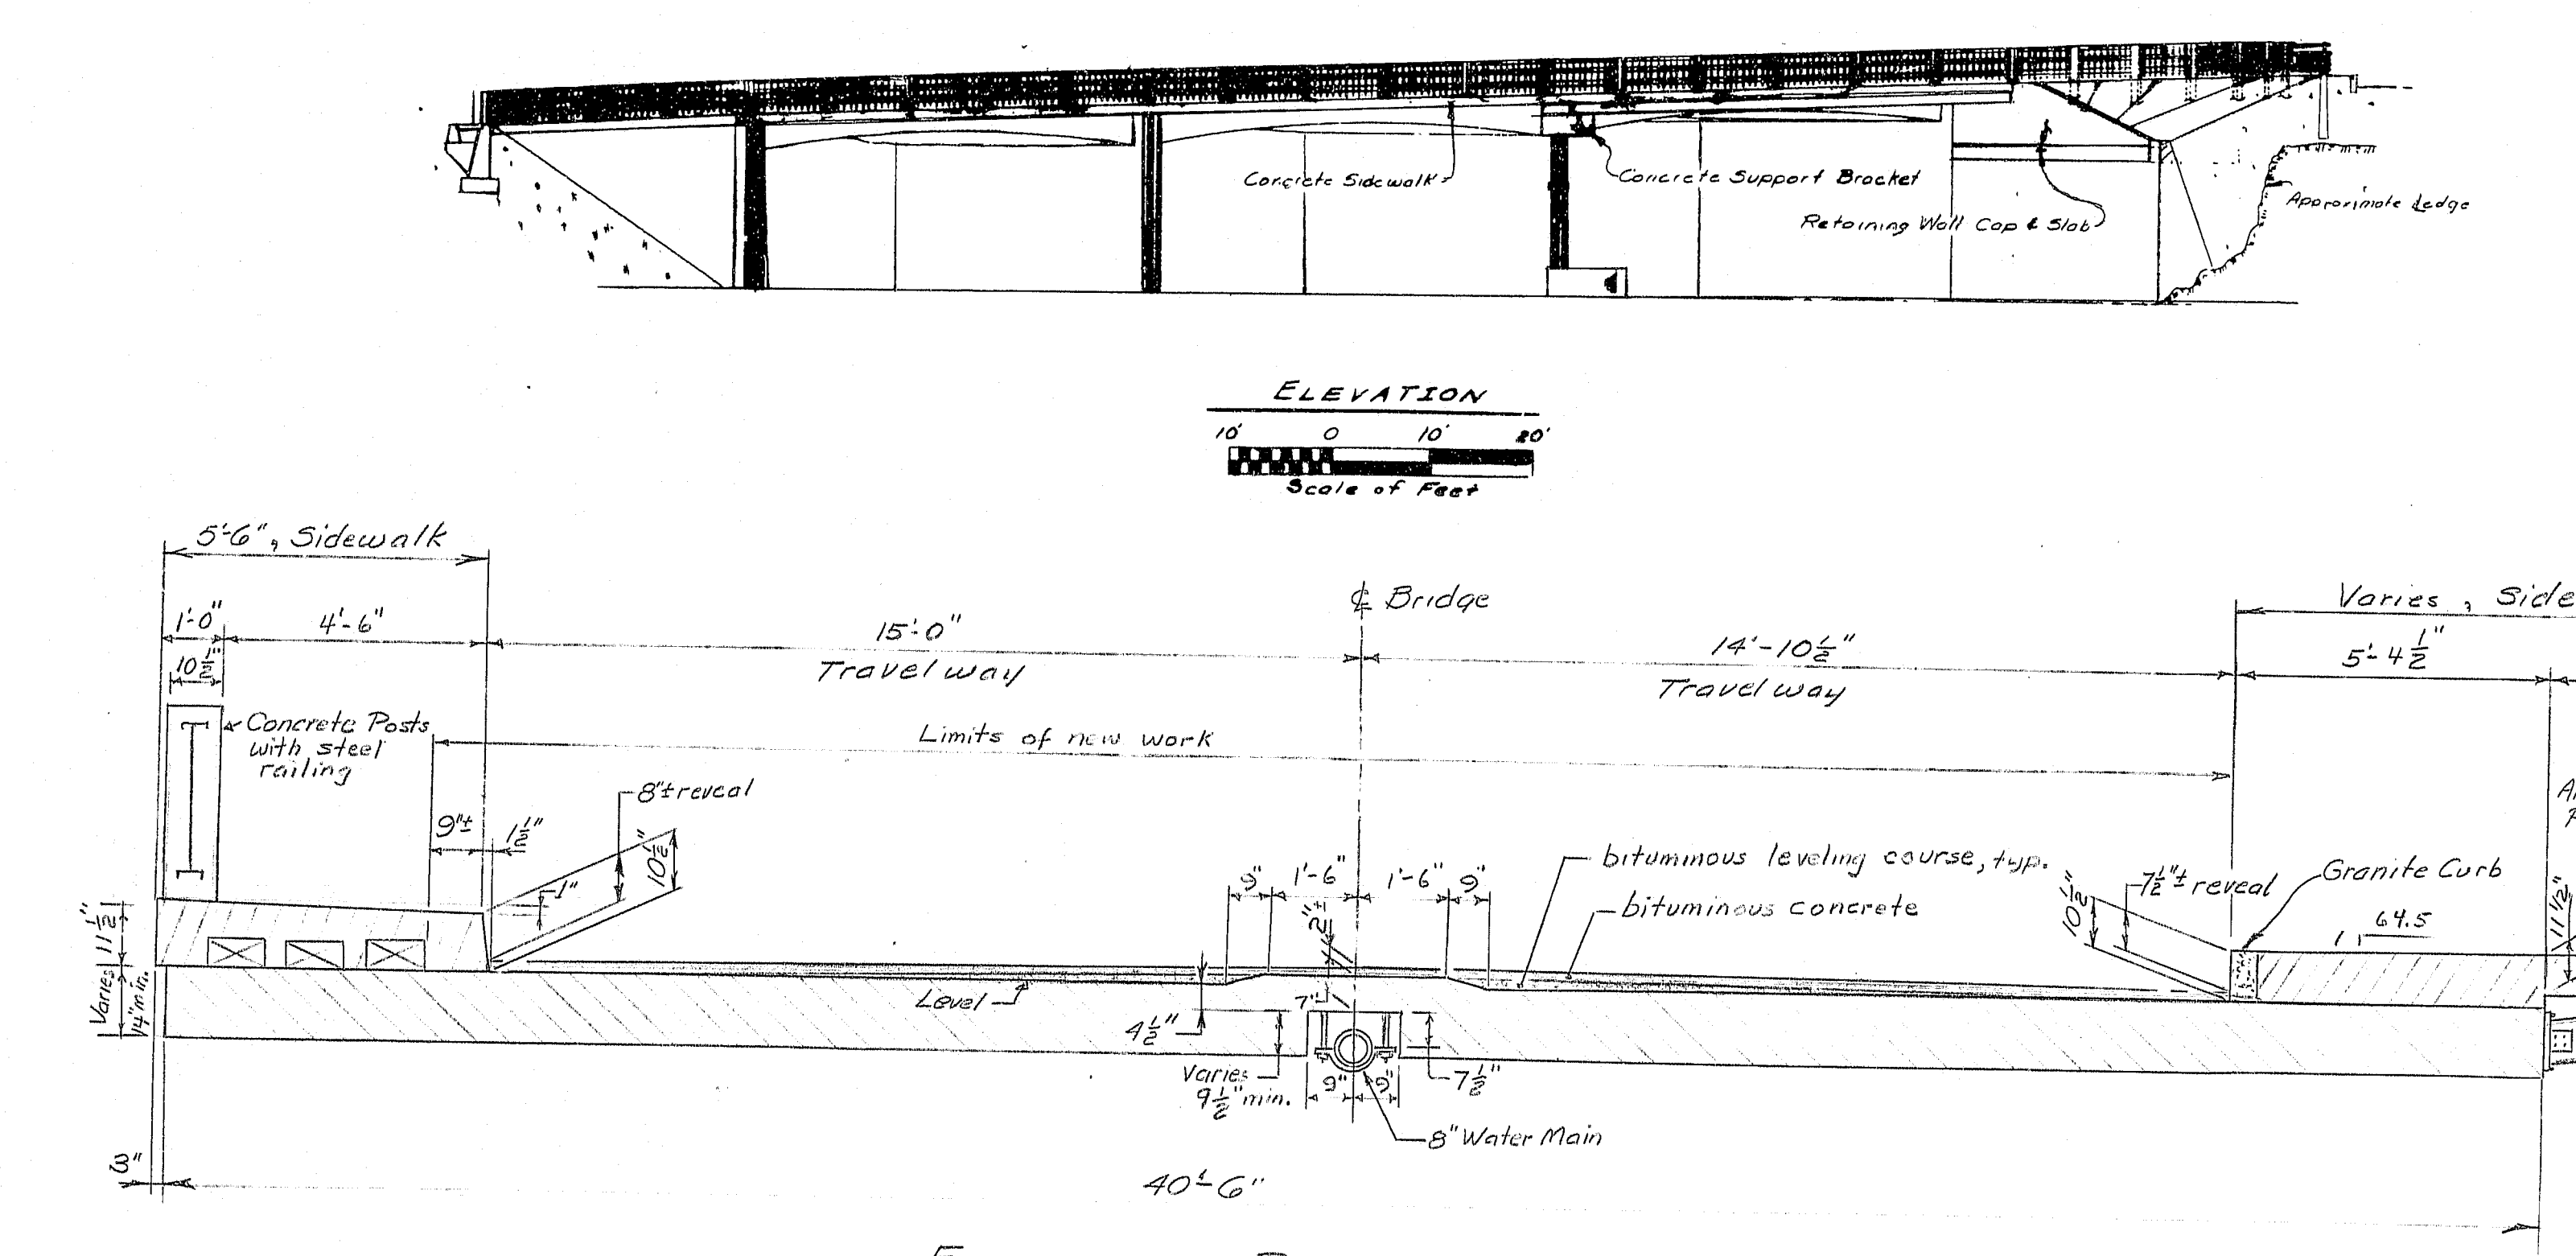 Concrete Sidewalk
Concrete Support Bracket
Retaining Wall Cap & Slab
Approximate Ledge
ELEVATION
10' 0 10' 20'
Scale of Feet
5'-6", Sidewalk
℄ Bridge
Varies, Side
1'-0" 4'-6" 15'-0" 14'-10½" 5'-4½"
Travelway Travelway
10½"
Concrete Posts
with steel
railing
Limits of new work
8"± reveal
9"± 1½"
10½"
1"
9" 1'-6" 1'-6" 9"
2"±
bituminous leveling course, typ.
bituminous concrete
10½"
7½"± reveal
Granite Curb
64.5
11½"
11½"
Varies
14" min.
Level
7"
4½"
Varies
9½" min.
9" 9"
7½"
8" Water Main
3"
40'-6"